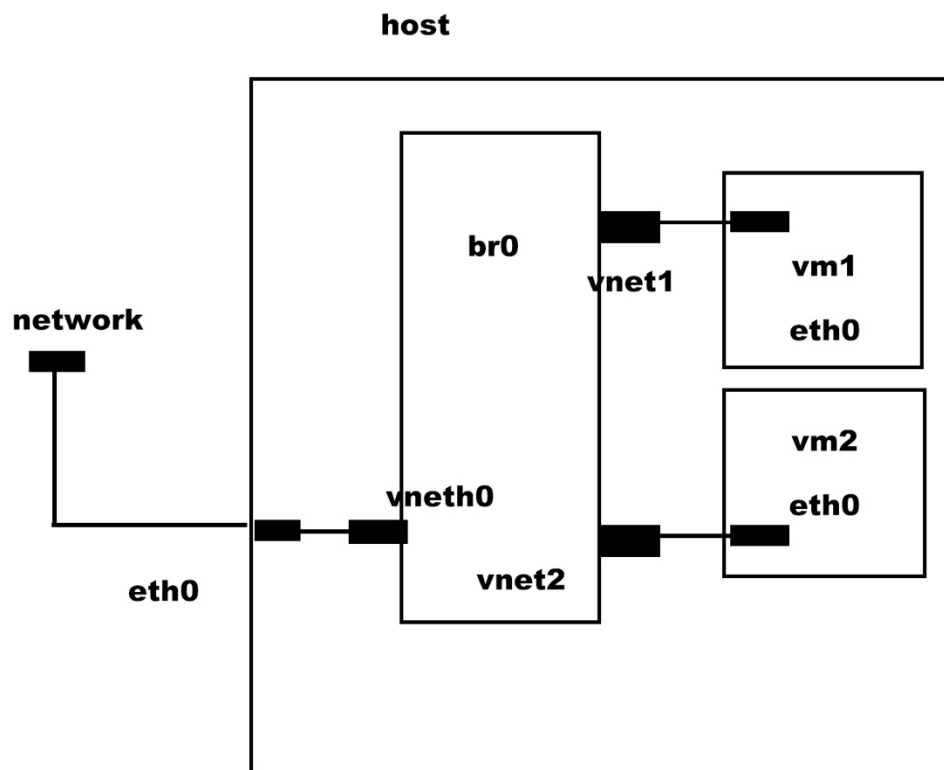 host
br0
vnet1
vm1
eth0
network
vm2
vneth0
eth0
vnet2
eth0